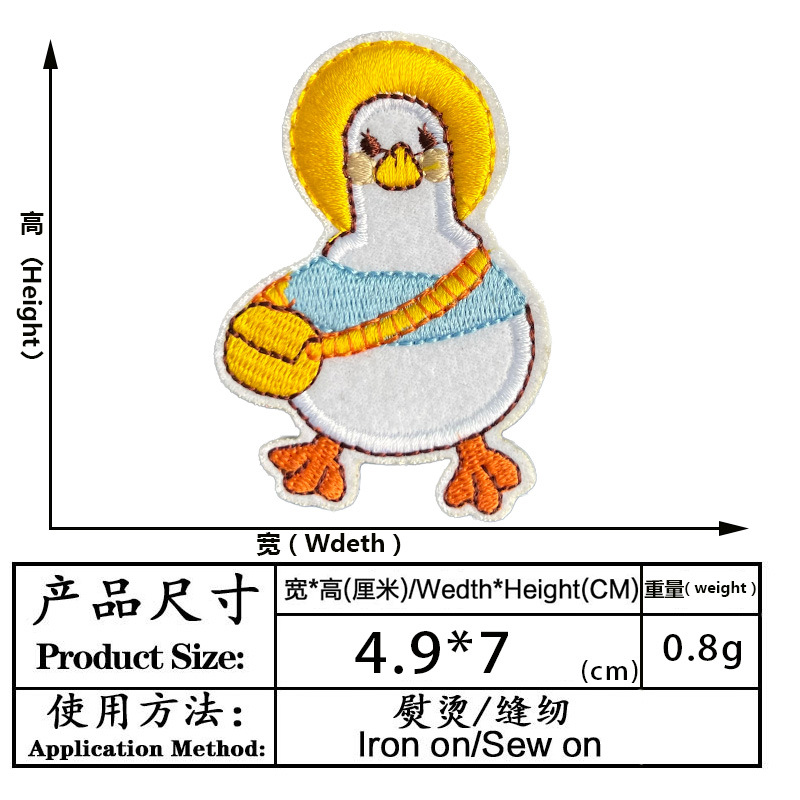 高
(Height)
宽 ( Wdeth )
产品尺寸
Product Size:
宽*高(厘米)/Wedth*Height(CM)
重量( weight )
4.9*7 (cm)
0.8g
使用方法：
Application Method:
熨烫/缝纫
Iron on/Sew on